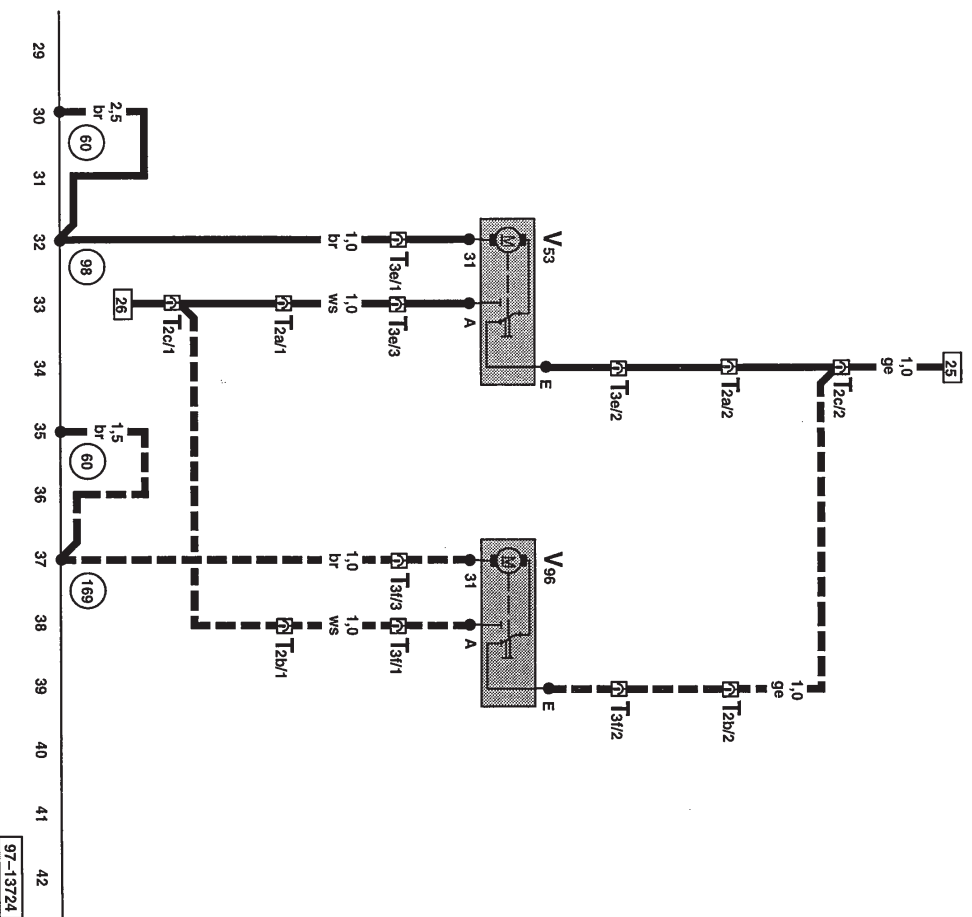 25
1,0
ge
T2c/2
T2a/2
T3e/2
E
1,0
ge
T2b/2
T3f/2
E
V53
M
V96
M
31
A
31
A
T3e/1
T3e/3
T3f/3
T3f/1
1,0
br
1,0
ws
1,0
br
1,0
ws
T2a/1
T2b/1
T2c/1
26
2,5
br
60
98
1,5
br
60
169
29
30
31
32
33
34
35
36
37
38
39
40
41
42
97–13724